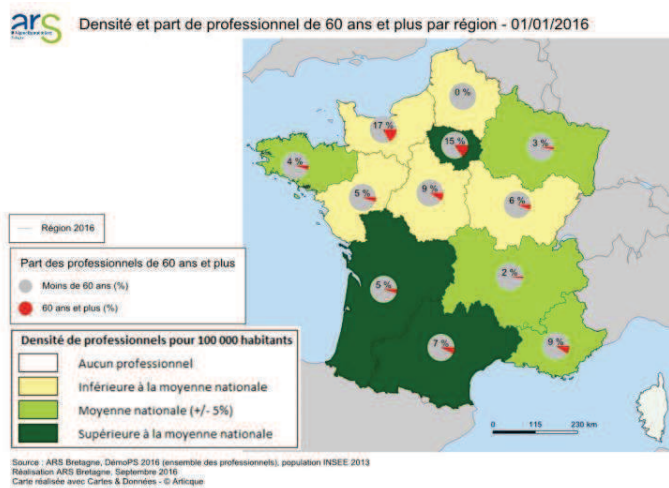 ars
Densité et part de professionnel de 60 ans et plus par région - 01/01/2016
0 %
17 %
15 %
3 %
4 %
5 %
9 %
6 %
2 %
5 %
7 %
9 %
Région 2016
Part des professionnels de 60 ans et plus
Moins de 60 ans (%)
60 ans et plus (%)
Densité de professionnels pour 100 000 habitants
Aucun professionnel
Inférieure à la moyenne nationale
Moyenne nationale (+/- 5%)
Supérieure à la moyenne nationale
0 115 230 km
Source : ARS Bretagne, DémoPS 2016 (ensemble des professionnels), population INSEE 2013
Réalisation ARS Bretagne, Septembre 2016
Carte réalisée avec Cartes & Données - © Articque